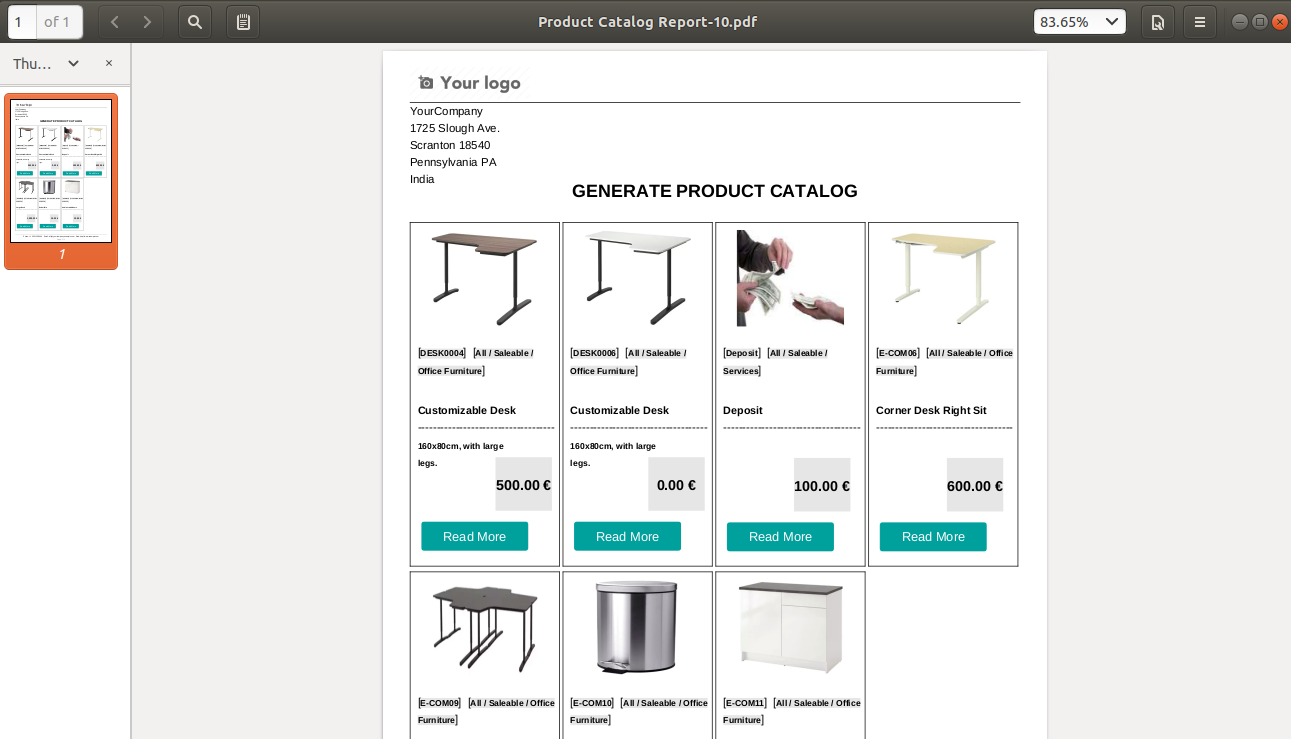 1 of 1
Product Catalog Report-10.pdf
83.65%
Thu...
1
Your logo
YourCompany
1725 Slough Ave.
Scranton 18540
Pennsylvania PA
India
GENERATE PRODUCT CATALOG
[DESK0004] [All / Saleable /
Office Furniture]
Customizable Desk
160x80cm, with large
legs.
500.00 €
Read More
[DESK0006] [All / Saleable /
Office Furniture]
Customizable Desk
160x80cm, with large
legs.
0.00 €
Read More
[Deposit] [All / Saleable /
Services]
Deposit
100.00 €
Read More
[E-COM06] [All / Saleable / Office
Furniture]
Corner Desk Right Sit
600.00 €
Read More
[E-COM09] [All / Saleable / Office
Furniture]
[E-COM10] [All / Saleable / Office
Furniture]
[E-COM11] [All / Saleable / Office
Furniture]